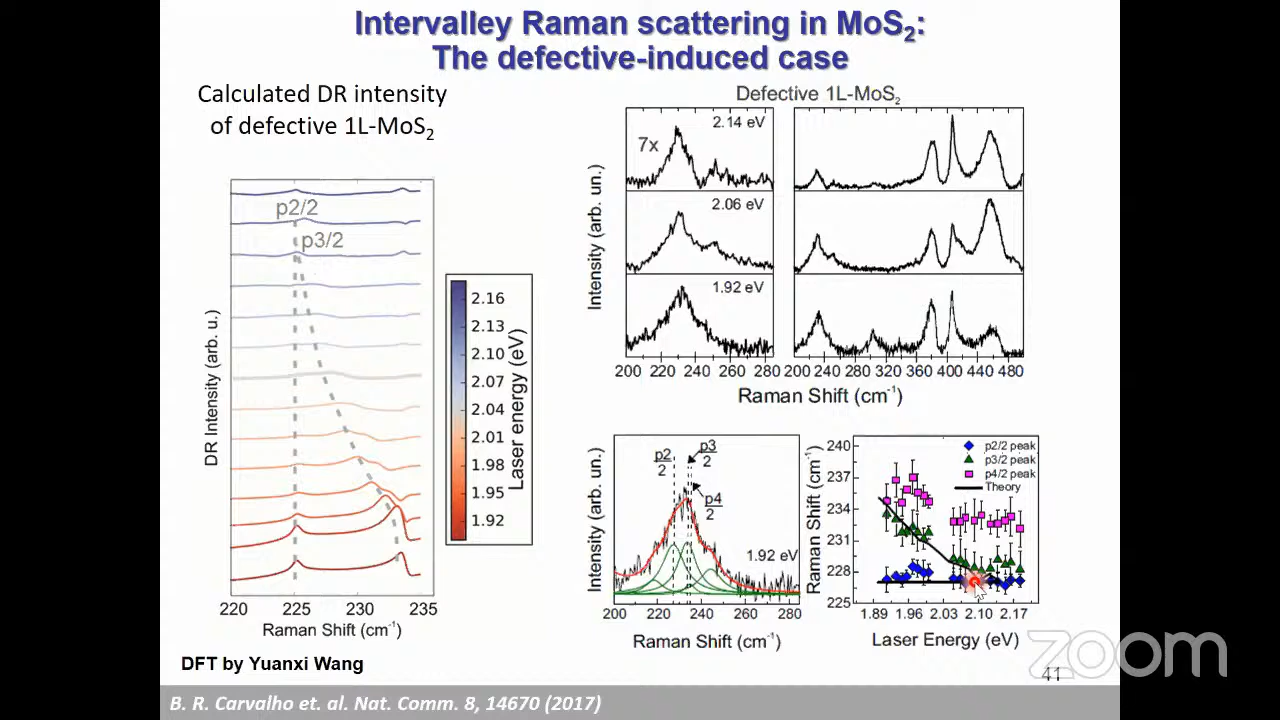 Intervalley Raman scattering in MoS2:
The defective-induced case
Calculated DR intensity
of defective 1L-MoS2
p2/2
p3/2
DR Intensity (arb. u.)
220 225 230 235
Raman Shift (cm-1)
2.16
2.13
2.10
2.07
2.04
2.01
1.98
1.95
1.92
Laser energy (eV)
DFT by Yuanxi Wang
Defective 1L-MoS2
7x
2.14 eV
2.06 eV
1.92 eV
Intensity (arb. un.)
200 220 240 260 280 200 240 280 320 360 400 440 480
Raman Shift (cm-1)
p2
2
p3
2
p4
2
1.92 eV
Intensity (arb. un.)
200 220 240 260 280
Raman Shift (cm-1)
p2/2 peak
p3/2 peak
p4/2 peak
Theory
Raman Shift (cm-1)
240
237
234
231
228
225
1.89 1.96 2.03 2.10 2.17
Laser Energy (eV)
zoom
41
B. R. Carvalho et. al. Nat. Comm. 8, 14670 (2017)